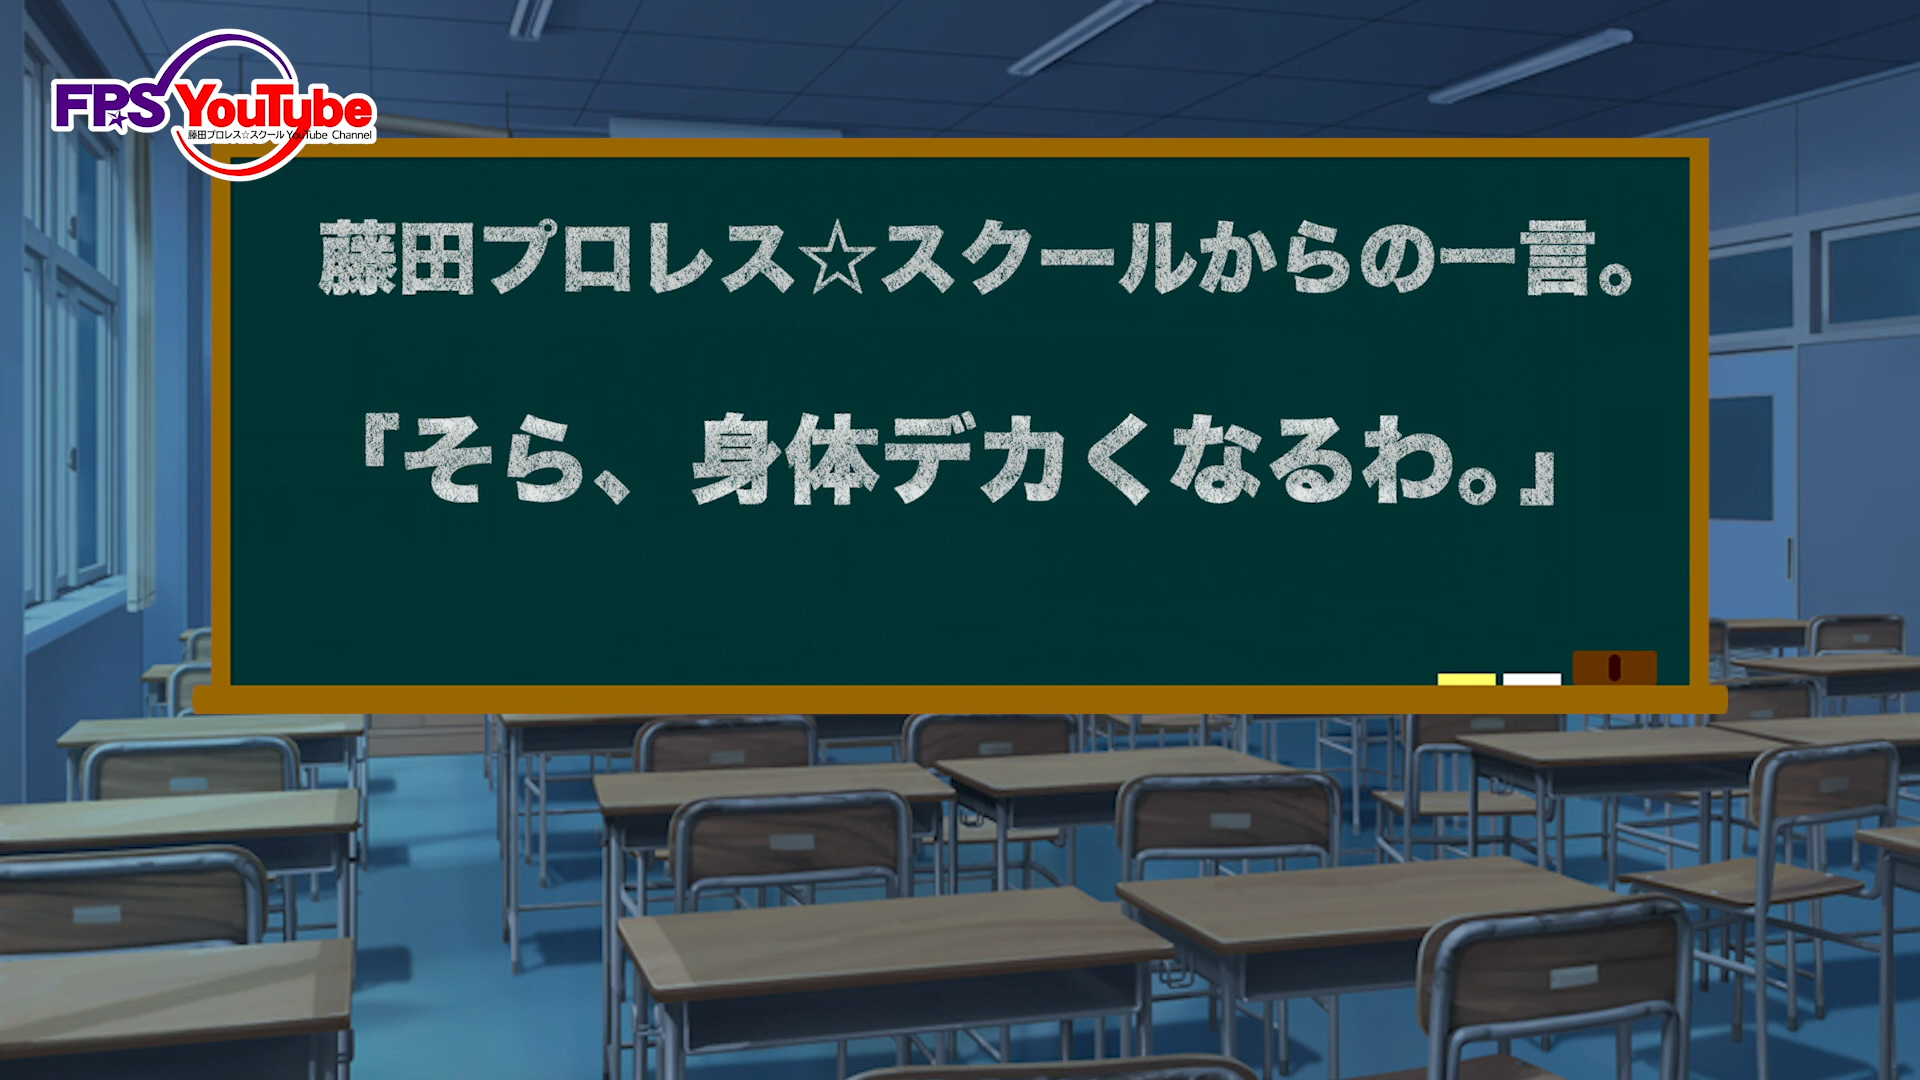 FPS YouTube
藤田プロレス☆スクール YouTube Channel
藤田プロレス☆スクールからの一言。
『そら、身体デカくなるわ。』